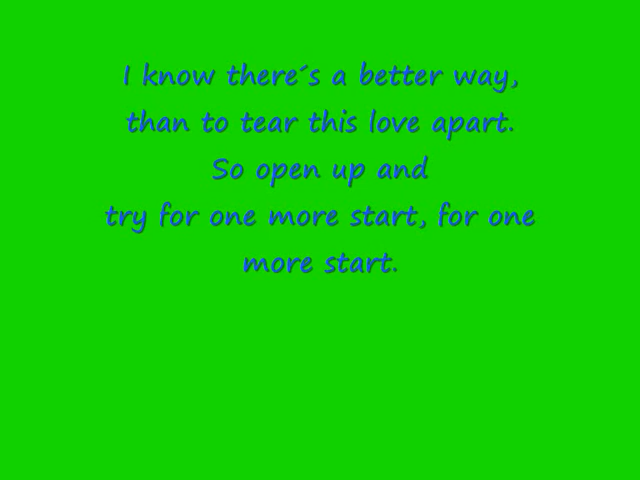 I know there´s a better way,
than to tear this love apart.
So open up and
try for one more start, for one
more start.